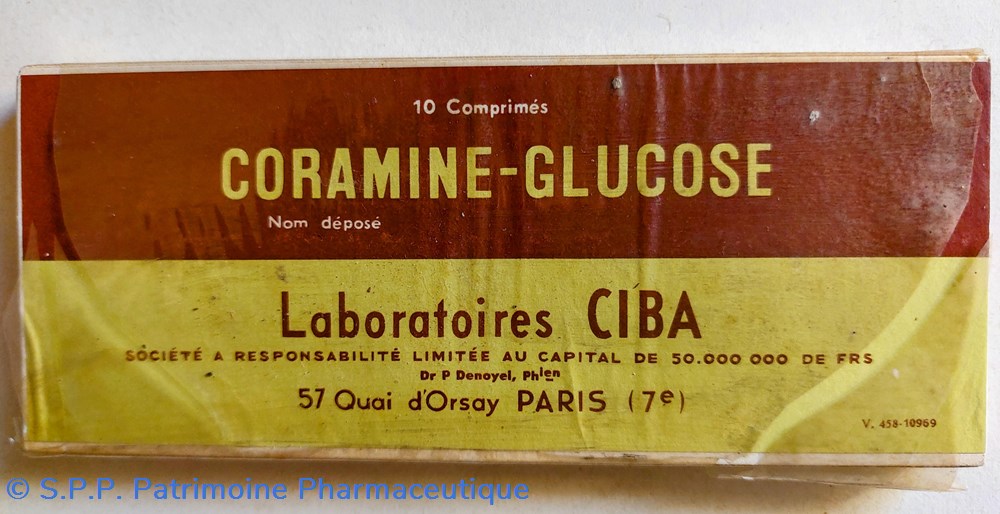 10 Comprimés
CORAMINE-GLUCOSE
Nom déposé
Laboratoires CIBA
SOCIÉTÉ A RESPONSABILITÉ LIMITÉE AU CAPITAL DE 50.000 000 DE FRS
Dr P Denoyel, Phien
57 Quai d'Orsay PARIS (7e)
V. 458-10969
© S.P.P. Patrimoine Pharmaceutique